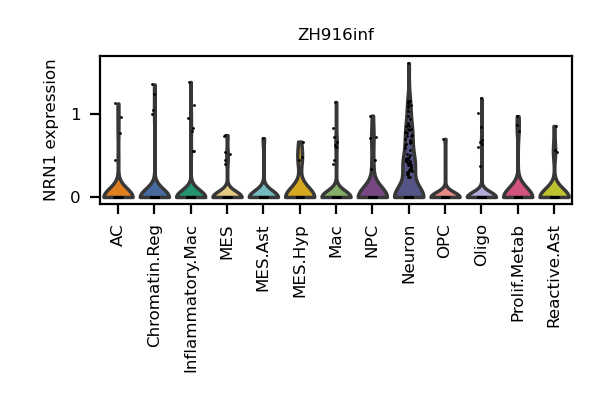 ZH916inf
NRN1 expression
1
0
AC
Chromatin.Reg
Inflammatory.Mac
MES
MES.Ast
MES.Hyp
Mac
NPC
Neuron
OPC
Oligo
Prolif.Metab
Reactive.Ast